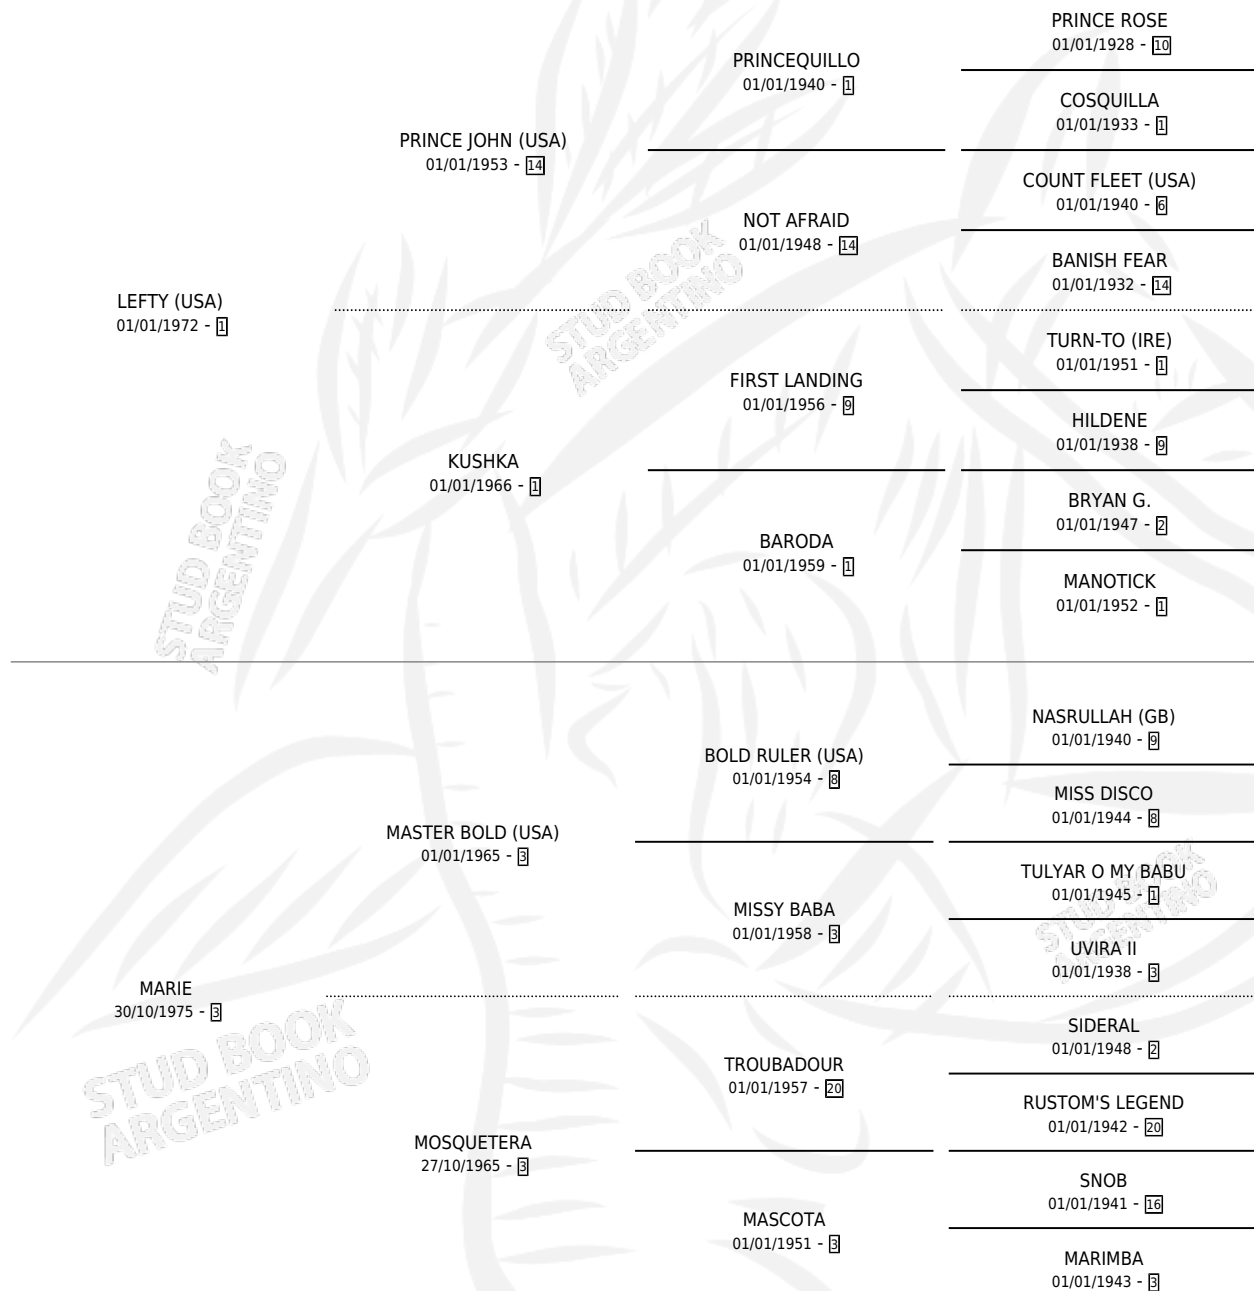 PRINCE ROSE
01/01/1928 - 10
PRINCEQUILLO
01/01/1940 - 1
COSQUILLA
01/01/1933 - 1
PRINCE JOHN (USA)
01/01/1953 - 14
COUNT FLEET (USA)
01/01/1940 - 6
NOT AFRAID
01/01/1948 - 14
BANISH FEAR
01/01/1932 - 14
LEFTY (USA)
01/01/1972 - 1
TURN-TO (IRE)
01/01/1951 - 1
FIRST LANDING
01/01/1956 - 9
HILDENE
01/01/1938 - 9
KUSHKA
01/01/1966 - 1
BRYAN G.
01/01/1947 - 2
BARODA
01/01/1959 - 1
MANOTICK
01/01/1952 - 1
STUD BOOK
ARGENTINO
STUD BOOK
ARGENTINO
NASRULLAH (GB)
01/01/1940 - 9
BOLD RULER (USA)
01/01/1954 - 8
MISS DISCO
01/01/1944 - 8
MASTER BOLD (USA)
01/01/1965 - 3
TULYAR O MY BABU
01/01/1945 - 1
MISSY BABA
01/01/1958 - 3
UVIRA II
01/01/1938 - 3
MARIE
30/10/1975 - 3
SIDERAL
01/01/1948 - 2
TROUBADOUR
01/01/1957 - 20
RUSTOM'S LEGEND
01/01/1942 - 20
MOSQUETERA
27/10/1965 - 3
SNOB
01/01/1941 - 16
MASCOTA
01/01/1951 - 3
MARIMBA
01/01/1943 - 3
STUD BOOK
ARGENTINO
STUD BOOK
ARGENTINO